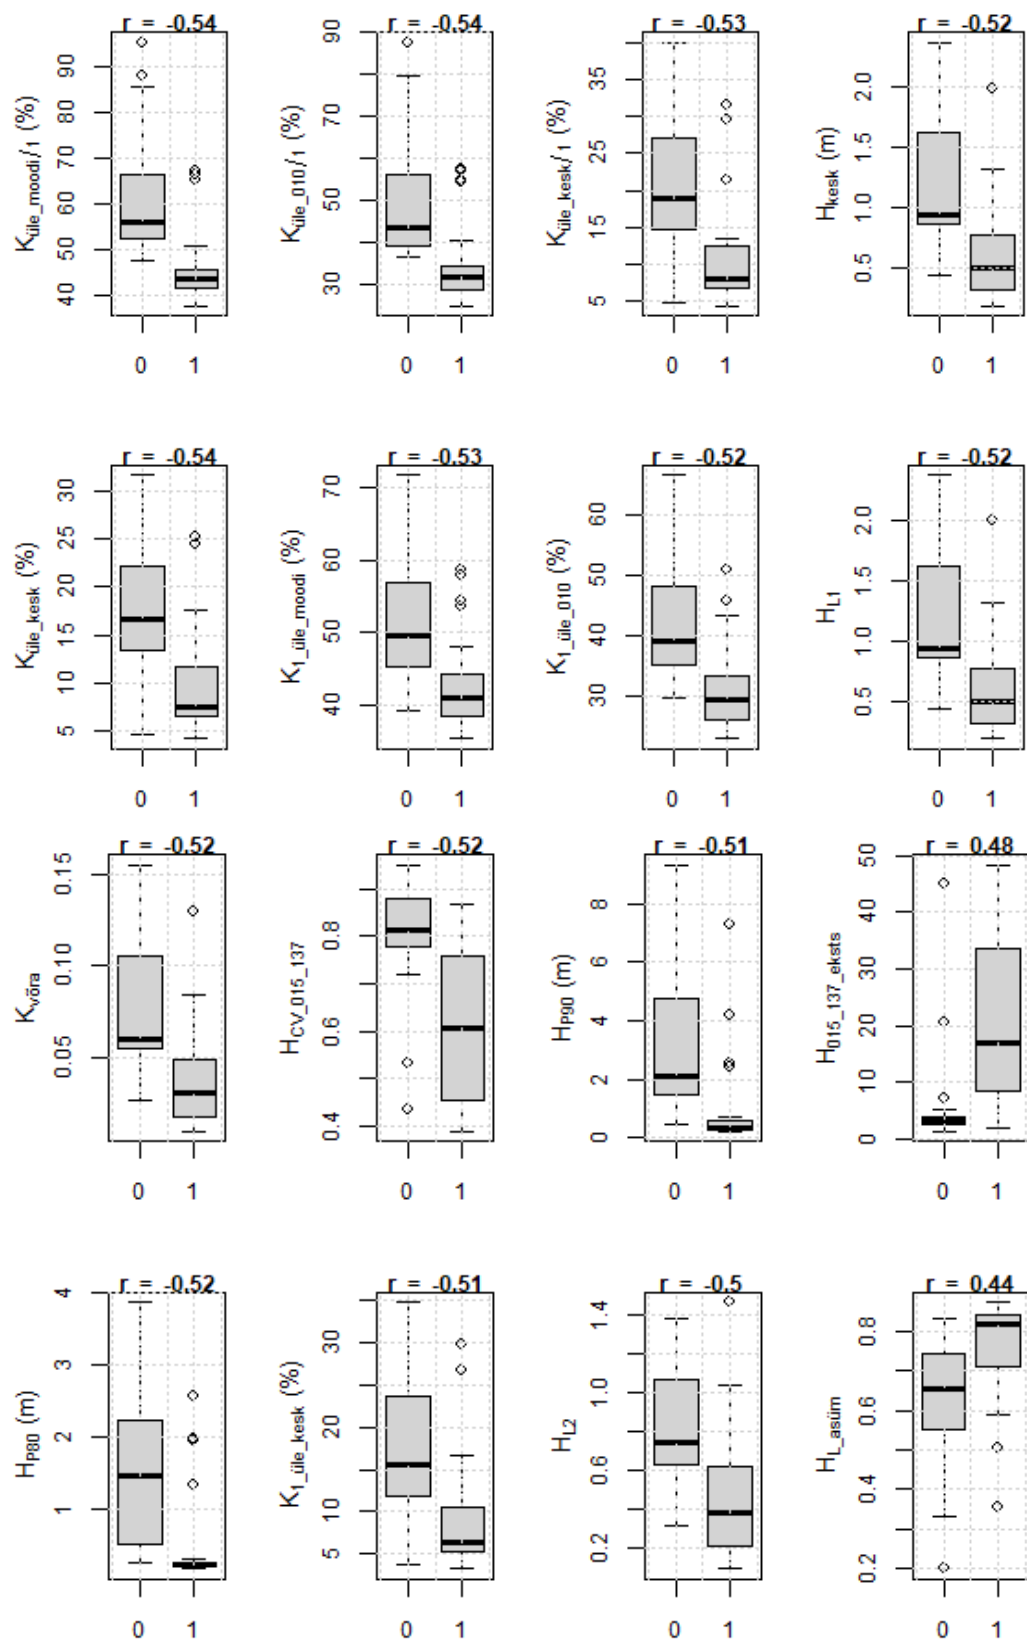 r = -0.54
K_üle_moodi/1 (%)
40 50 60 70 80 90
0 1
r = -0.54
K_üle_010/1 (%)
30 50 70 90
0 1
r = -0.53
K_üle_kesk/1 (%)
5 15 25 35
0 1
r = -0.52
H_kesk (m)
0.5 1.0 1.5 2.0
0 1
r = -0.54
K_üle_kesk (%)
5 10 15 20 25 30
0 1
r = -0.53
K_1_üle_moodi (%)
40 50 60 70
0 1
r = -0.52
K_1_üle_010 (%)
30 40 50 60
0 1
r = -0.52
H_L1
0.5 1.0 1.5 2.0
0 1
r = -0.52
K_võra
0.05 0.10 0.15
0 1
r = -0.52
H_CV_015_137
0.4 0.6 0.8
0 1
r = -0.51
H_P90 (m)
0 2 4 6 8
0 1
r = 0.48
H_015_137_eksts
0 10 20 30 40 50
0 1
r = -0.52
H_P80 (m)
1 2 3 4
0 1
r = -0.51
K_1_üle_kesk (%)
5 10 20 30
0 1
r = -0.5
H_L2
0.2 0.6 1.0 1.4
0 1
r = 0.44
H_L_asüm
0.2 0.4 0.6 0.8
0 1